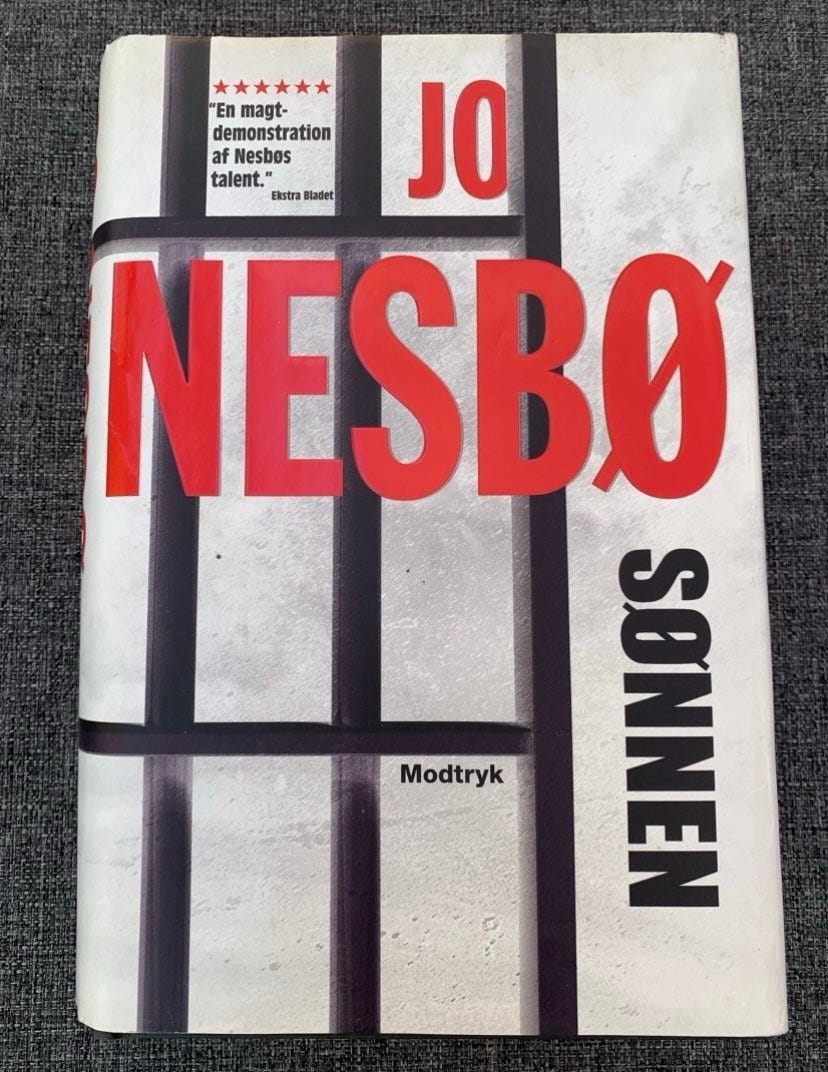 ★★★★★★
"En magt-
demonstration
af Nesbøs
talent."
Ekstra Bladet
JO
NESBØ
SØNNEN
Modtryk